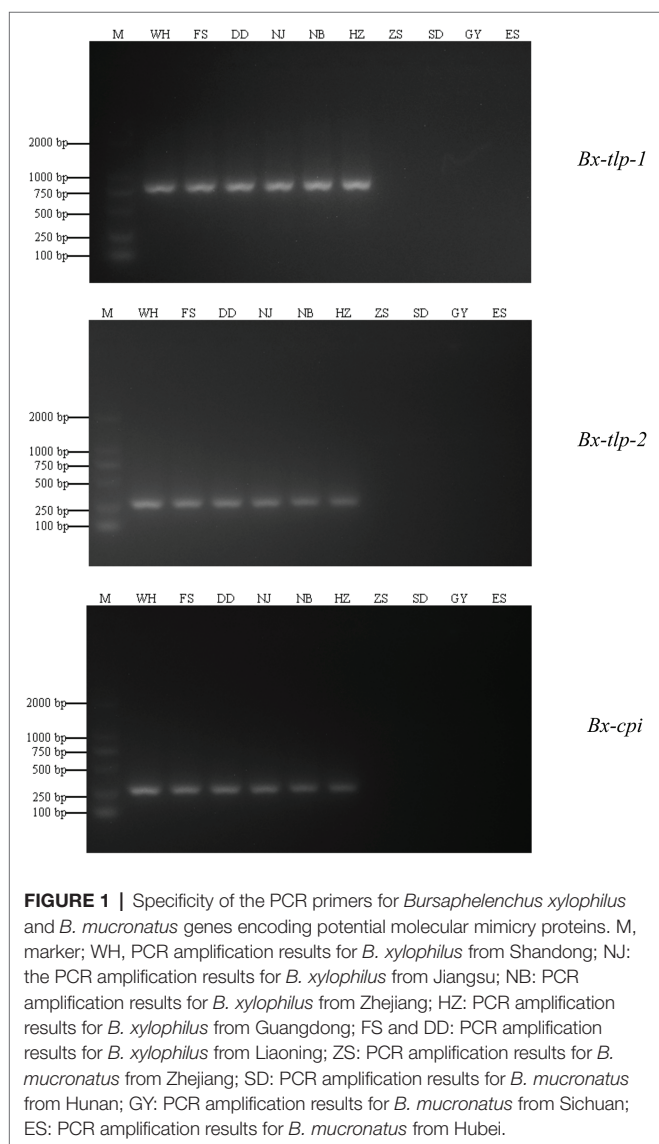 M WH FS DD NJ NB HZ ZS SD GY ES
2000 bp
1000 bp
750 bp
500 bp
250 bp
100 bp
Bx-tlp-1
M WH FS DD NJ NB HZ ZS SD GY ES
2000 bp
1000 bp
750 bp
500 bp
250 bp
100 bp
Bx-tlp-2
M WH FS DD NJ NB HZ ZS SD GY ES
2000 bp
1000 bp
750 bp
500 bp
250 bp
100 bp
Bx-cpi
FIGURE 1 | Specificity of the PCR primers for Bursaphelenchus xylophilus
and B. mucronatus genes encoding potential molecular mimicry proteins. M,
marker; WH, PCR amplification results for B. xylophilus from Shandong; NJ:
the PCR amplification results for B. xylophilus from Jiangsu; NB: PCR
amplification results for B. xylophilus from Zhejiang; HZ: PCR amplification
results for B. xylophilus from Guangdong; FS and DD: PCR amplification
results for B. xylophilus from Liaoning; ZS: PCR amplification results for B.
mucronatus from Zhejiang; SD: PCR amplification results for B. mucronatus
from Hunan; GY: PCR amplification results for B. mucronatus from Sichuan;
ES: PCR amplification results for B. mucronatus from Hubei.